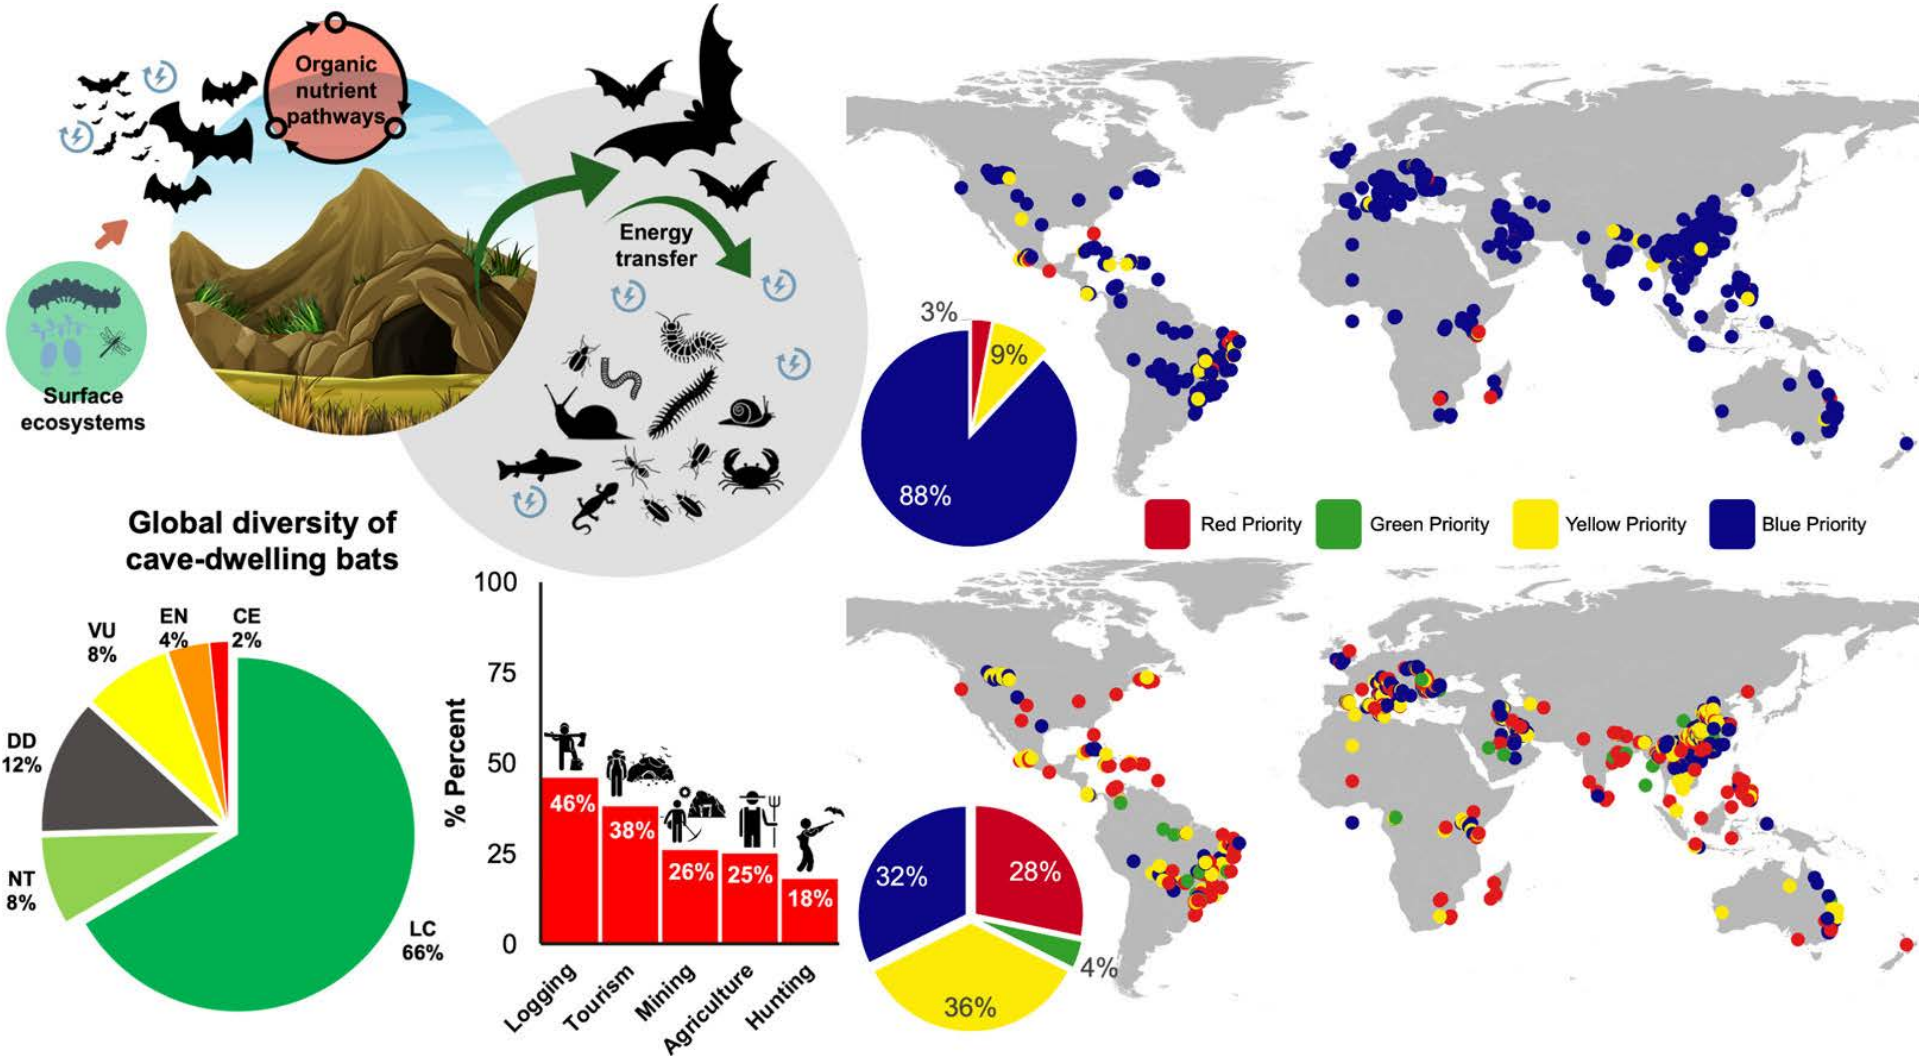 Organic
nutrient
pathways
Energy
transfer
Surface
ecosystems
3%
9%
88%
Red Priority
Green Priority
Yellow Priority
Blue Priority
Global diversity of
cave-dwelling bats
CE
2%
EN
4%
VU
8%
DD
12%
NT
8%
LC
66%
% Percent
100
75
50
25
0
46%
38%
26%
25%
18%
Logging
Tourism
Mining
Agriculture
Hunting
32%
28%
4%
36%